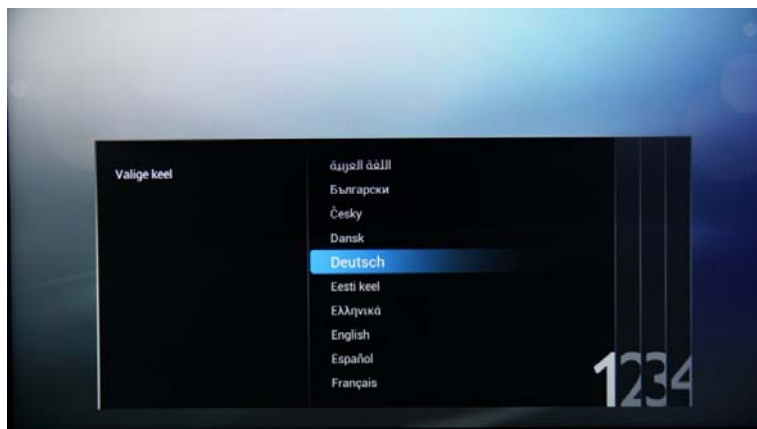 Valige keel
اللغة العربية
Български
Česky
Dansk
Deutsch
Eesti keel
Ελληνικά
English
Español
Français
1234